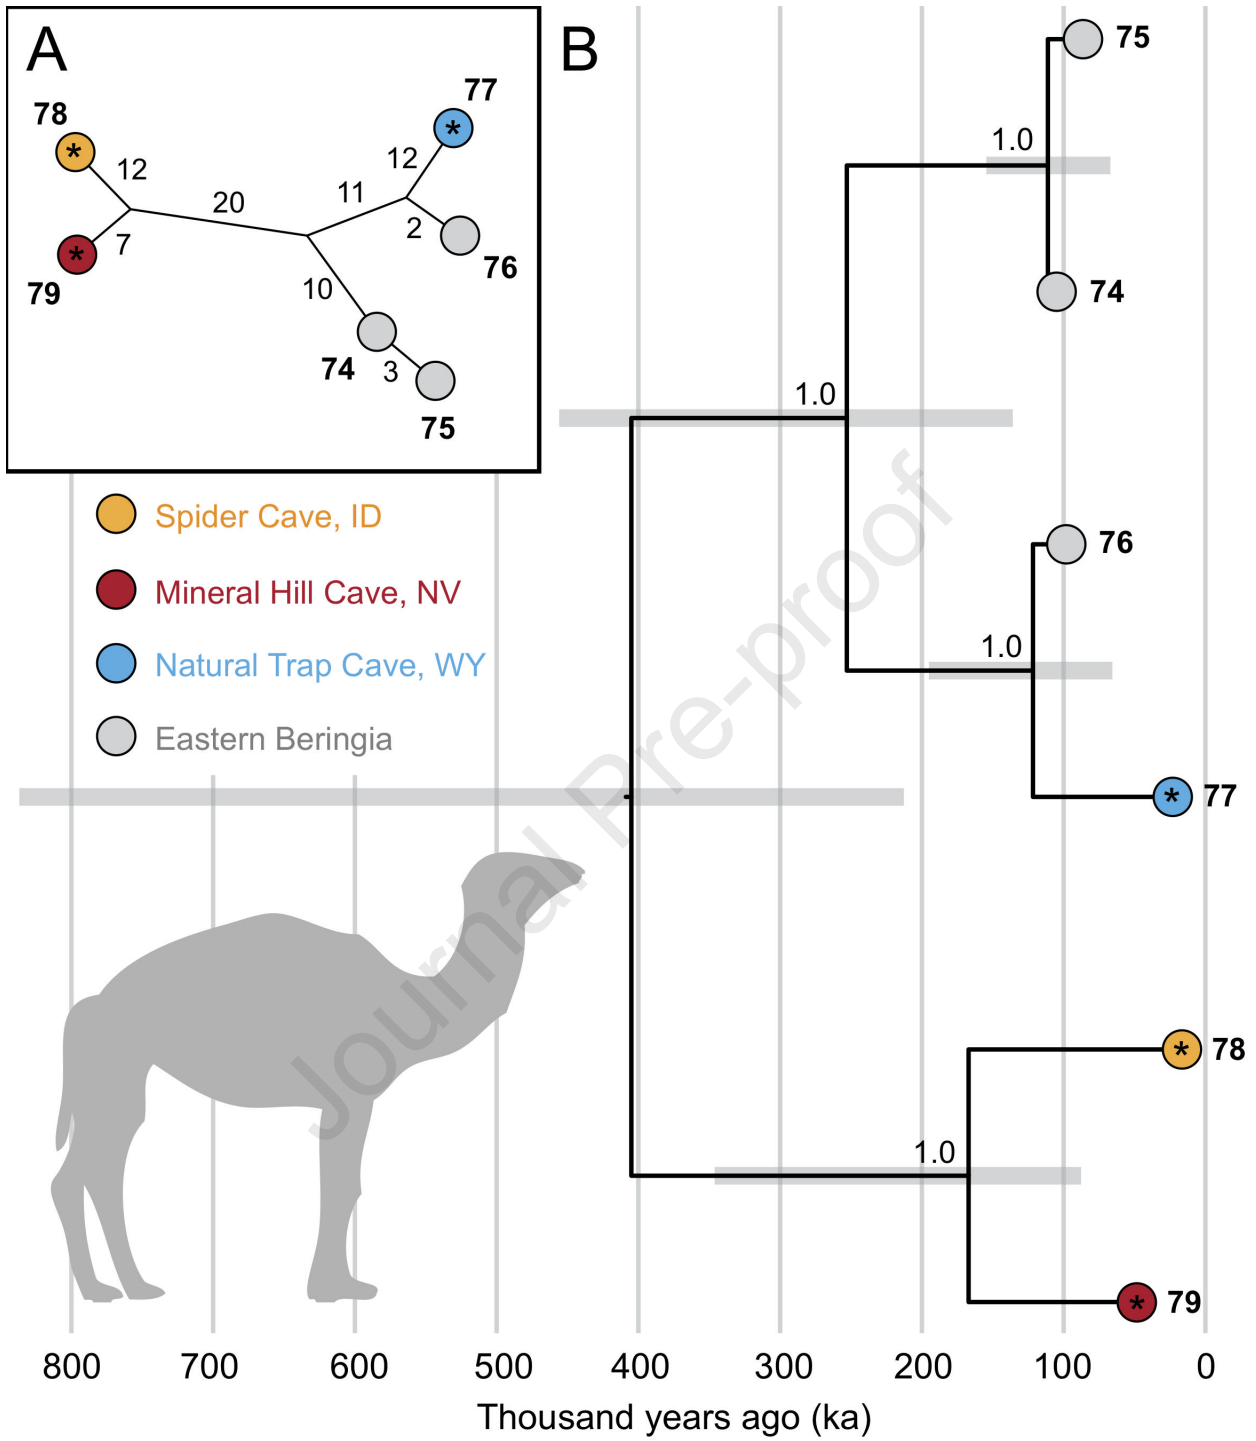 A
78
12
79
7
20
11
12
77
2
76
10
74
3
75
Spider Cave, ID
Mineral Hill Cave, NV
Natural Trap Cave, WY
Eastern Beringia
B
75
1.0
74
1.0
76
1.0
77
78
1.0
79
* * * * * *
Journal Pre-proof
800 700 600 500 400 300 200 100 0
Thousand years ago (ka)